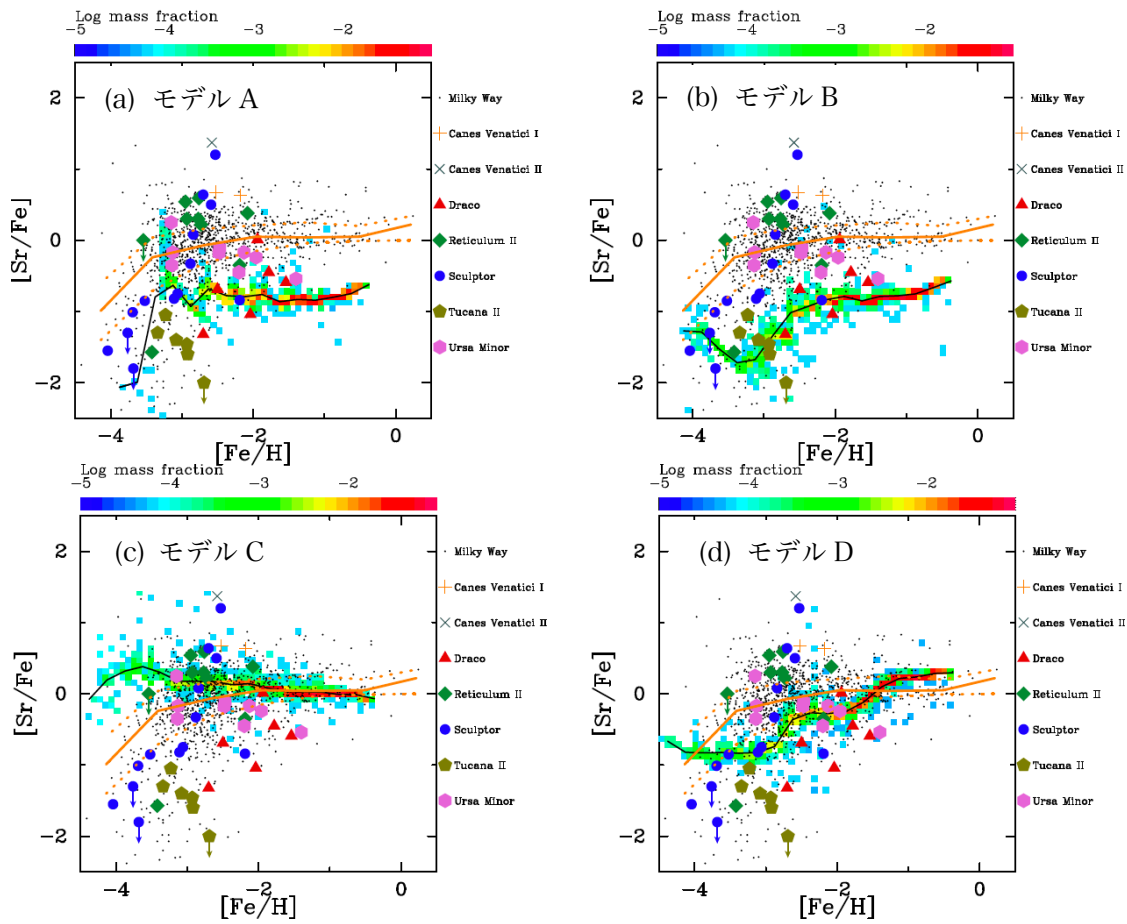 Log mass fraction
−5 −4 −3 −2
(a) モデル A
2
0
−2
[Sr/Fe]
−4 −2 0
[Fe/H]
Milky Way
Canes Venatici I
Canes Venatici II
Draco
Reticulum II
Sculptor
Tucana II
Ursa Minor
Log mass fraction
−5 −4 −3 −2
(b) モデル B
2
0
−2
[Sr/Fe]
−4 −2 0
[Fe/H]
Milky Way
Canes Venatici I
Canes Venatici II
Draco
Reticulum II
Sculptor
Tucana II
Ursa Minor
Log mass fraction
−5 −4 −3 −2
(c) モデル C
2
0
−2
[Sr/Fe]
−4 −2 0
[Fe/H]
Milky Way
Canes Venatici I
Canes Venatici II
Draco
Reticulum II
Sculptor
Tucana II
Ursa Minor
Log mass fraction
−5 −4 −3 −2
(d) モデル D
2
0
−2
[Sr/Fe]
−4 −2 0
[Fe/H]
Milky Way
Canes Venatici I
Canes Venatici II
Draco
Reticulum II
Sculptor
Tucana II
Ursa Minor